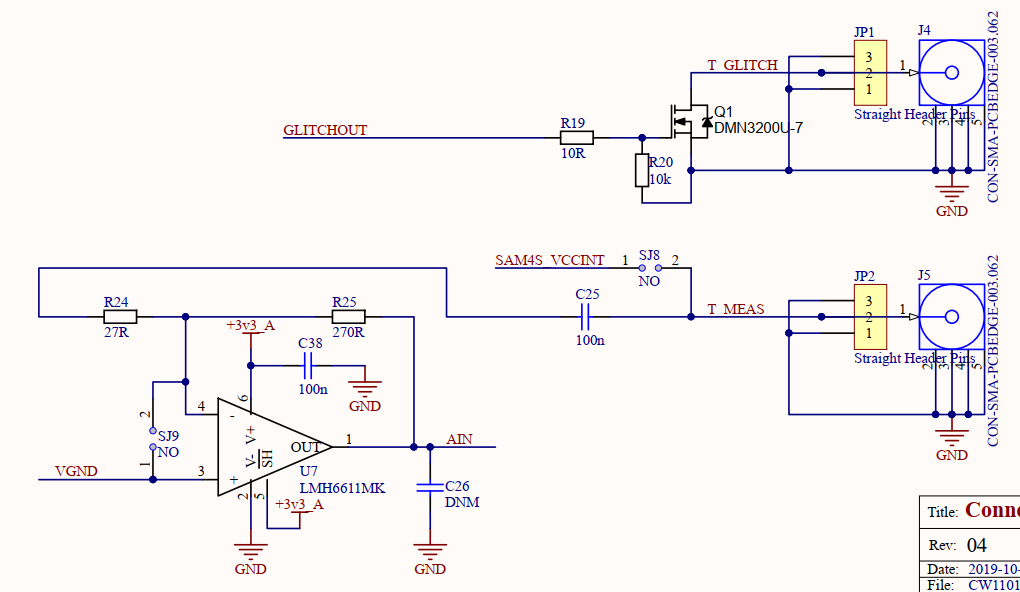 JP1
J4
T_GLITCH
3
2
1
1
Straight Header Pins
2
3
4
5
CON-SMA-PCBEDGE-003.062
GND
GLITCHOUT
R19
10R
Q1
DMN3200U-7
R20
10k
SAM4S_VCCINT
1
SJ8
2
NO
JP2
J5
T_MEAS
3
2
1
1
Straight Header Pins
2
3
4
5
CON-SMA-PCBEDGE-003.062
GND
C25
100n
R24
27R
+3v3_A
R25
270R
C38
100n
GND
2
SJ9
NO
1
VGND
4
3
6
-
+
V+
V-
SH
OUT
1
U7
LMH6611MK
2
5
+3v3_A
GND
AIN
C26
DNM
GND
Title: Conne
Rev: 04
Date: 2019-10-
File: CW1101